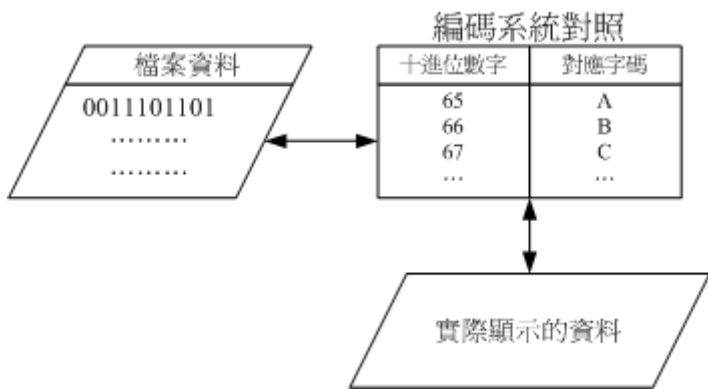 編碼系統對照
檔案資料
0011101101
.........
.........
十進位數字 對應字碼
65 A
66 B
67 C
... ...
實際顯示的資料